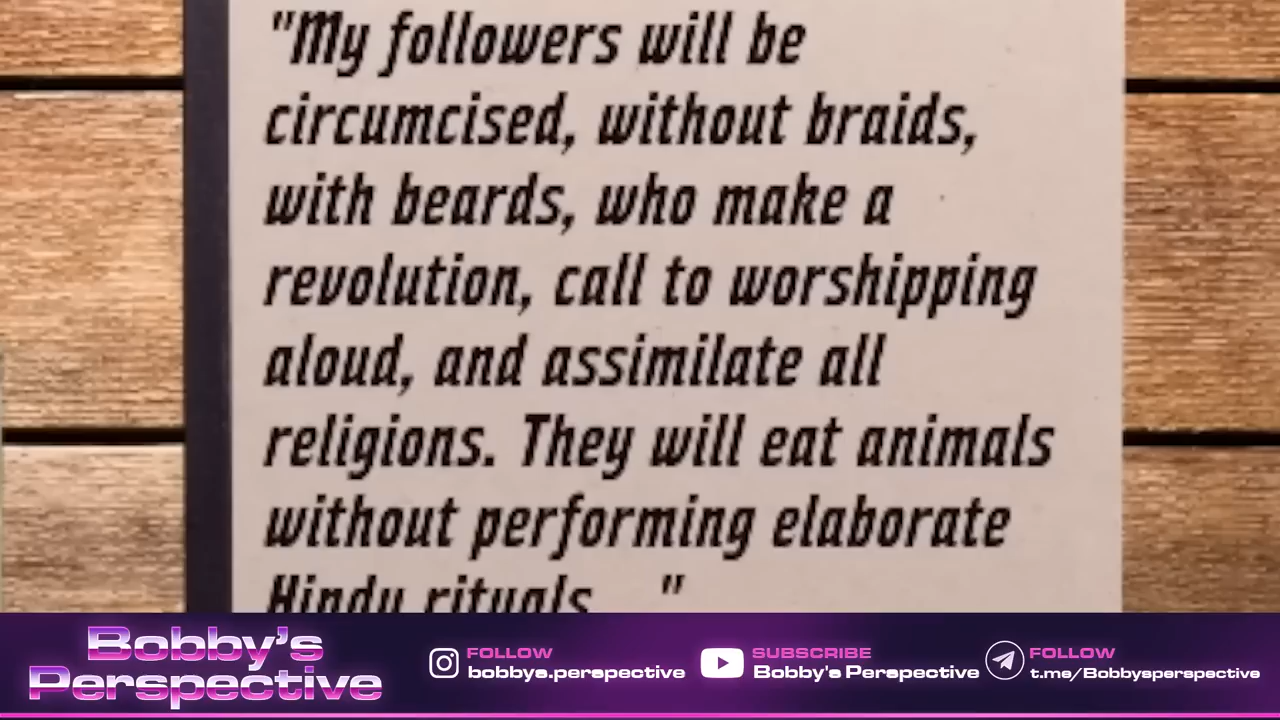 "My followers will be
circumcised, without braids,
with beards, who make a
revolution, call to worshipping
aloud, and assimilate all
religions. They will eat animals
without performing elaborate
Hindu rituals... "
Bobby's
Perspective
FOLLOW
bobbys.perspective
SUBSCRIBE
Bobby's Perspective
FOLLOW
t.me/Bobbysperspective